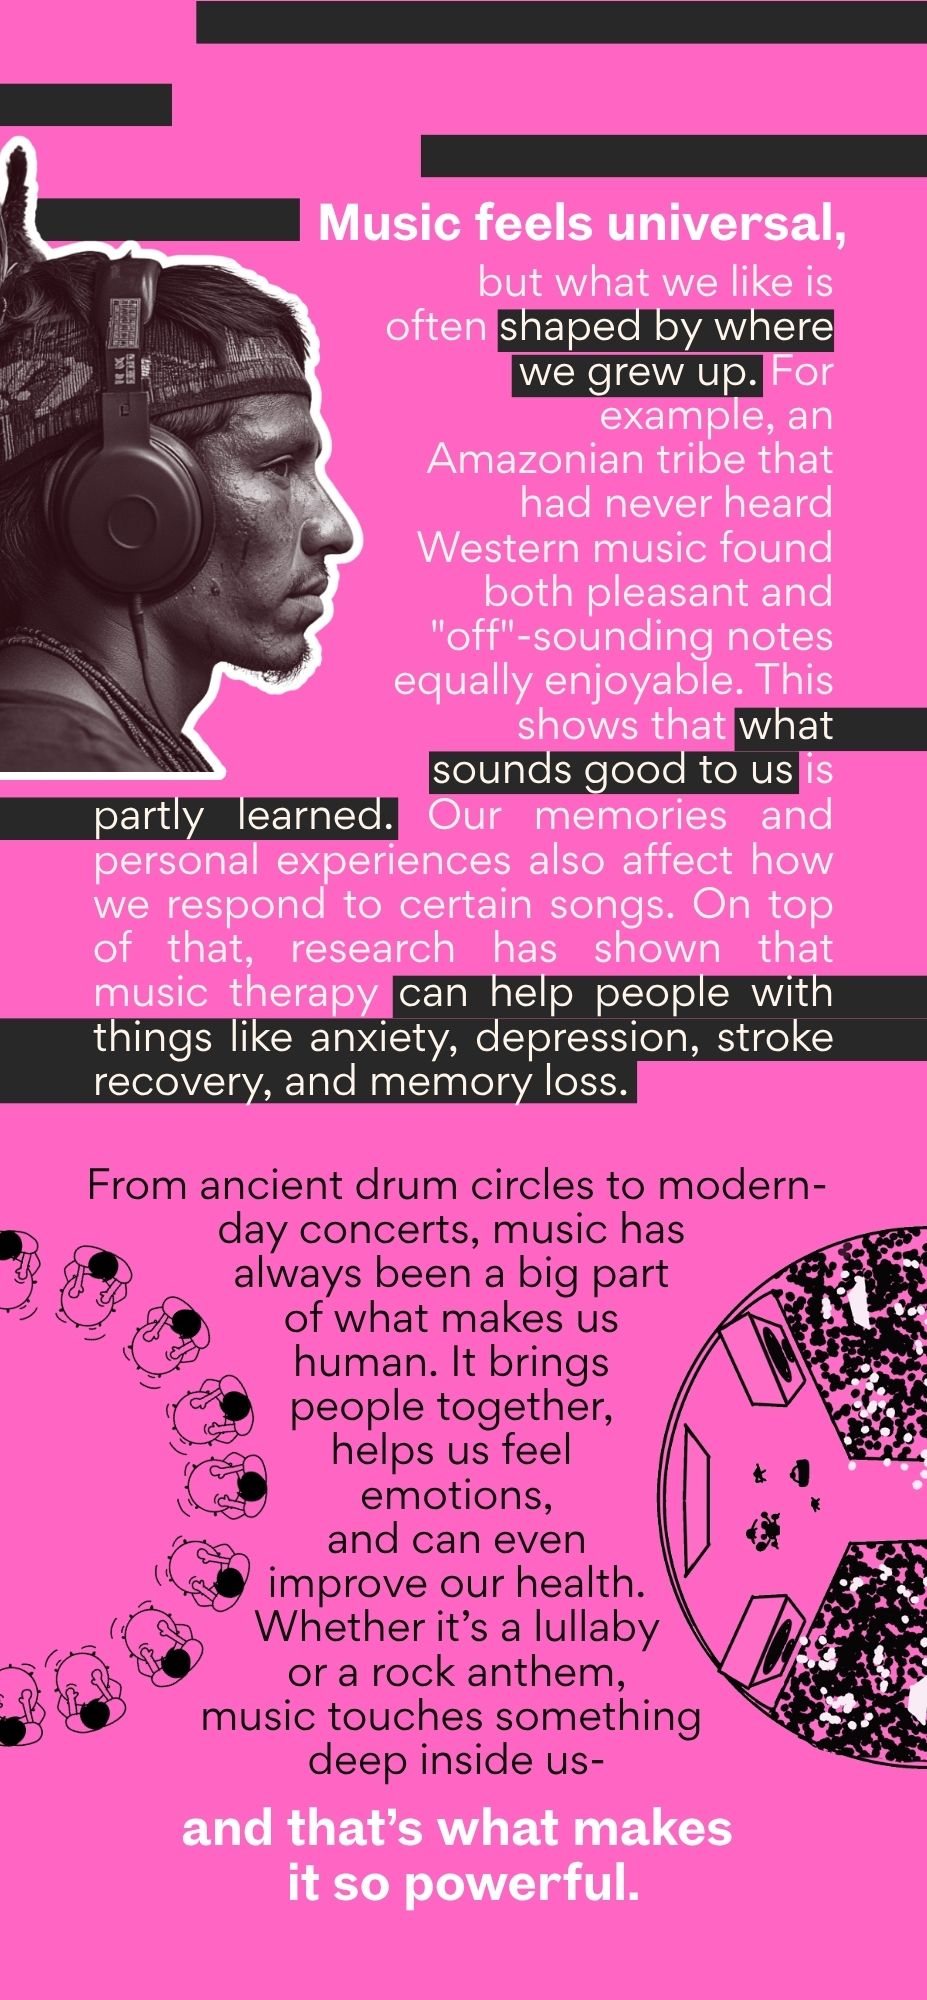 Music feels universal,
but what we like is
often shaped by where
we grew up. For
example, an
Amazonian tribe that
had never heard
Western music found
both pleasant and
"off"-sounding notes
equally enjoyable. This
shows that what
sounds good to us is
partly learned. Our memories and
personal experiences also affect how
we respond to certain songs. On top
of that, research has shown that
music therapy can help people with
things like anxiety, depression, stroke
recovery, and memory loss.
From ancient drum circles to modern-
day concerts, music has
always been a big part
of what makes us
human. It brings
people together,
helps us feel
emotions,
and can even
improve our health.
Whether it’s a lullaby
or a rock anthem,
music touches something
deep inside us-
and that’s what makes
it so powerful.